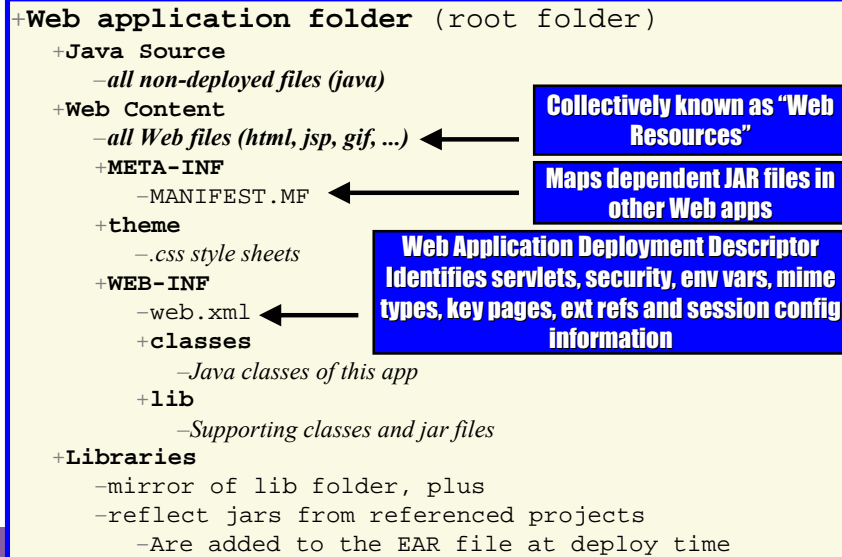 +Web application folder (root folder)
+Java Source
–all non-deployed files (java)
+Web Content
–all Web files (html, jsp, gif, ...)
Collectively known as “Web
Resources”
+META-INF
–MANIFEST.MF
Maps dependent JAR files in
other Web apps
+theme
–.css style sheets
+WEB-INF
–web.xml
Web Application Deployment Descriptor
Identifies servlets, security, env vars, mime
types, key pages, ext refs and session config
information
+classes
–Java classes of this app
+lib
–Supporting classes and jar files
+Libraries
–mirror of lib folder, plus
–reflect jars from referenced projects
–Are added to the EAR file at deploy time